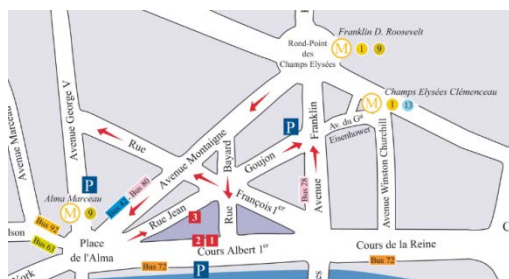 Franklin D. Roosevelt
M 1 9
Rond-Point
des
Champs Elysées
Champs Elysées Clémenceau
M 1 13
Avenue Marceau
Avenue George V
Rue
Avenue Montaigne
Bayard
Rue
P
Franklin
Avenue
Av. du Gal
Eisenhower
Avenue Winston Churchill
Goujon
Rue Jean
François 1er
Bus 28
P
Alma Marceau
M 9
Bus 42
Bus 80
Bus 92
Bus 63
lson
Place
de l'Alma
3
2 1
Cours Albert 1er
Cours de la Reine
Bus 72
P
Bus 72
York
es